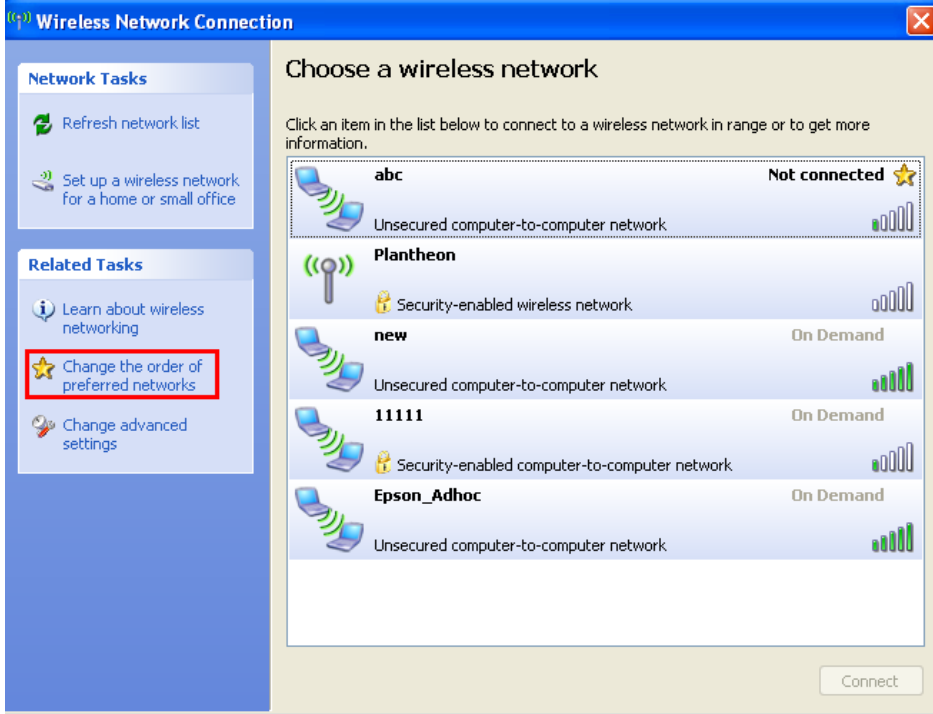 Wireless Network Connection
Network Tasks
Refresh network list
Set up a wireless network
for a home or small office
Related Tasks
Learn about wireless
networking
Change the order of
preferred networks
Change advanced
settings
Choose a wireless network
Click an item in the list below to connect to a wireless network in range or to get more
information.
abc Not connected
Unsecured computer-to-computer network
Plantheon
Security-enabled wireless network
new On Demand
Unsecured computer-to-computer network
11111 On Demand
Security-enabled computer-to-computer network
Epson_Adhoc On Demand
Unsecured computer-to-computer network
Connect